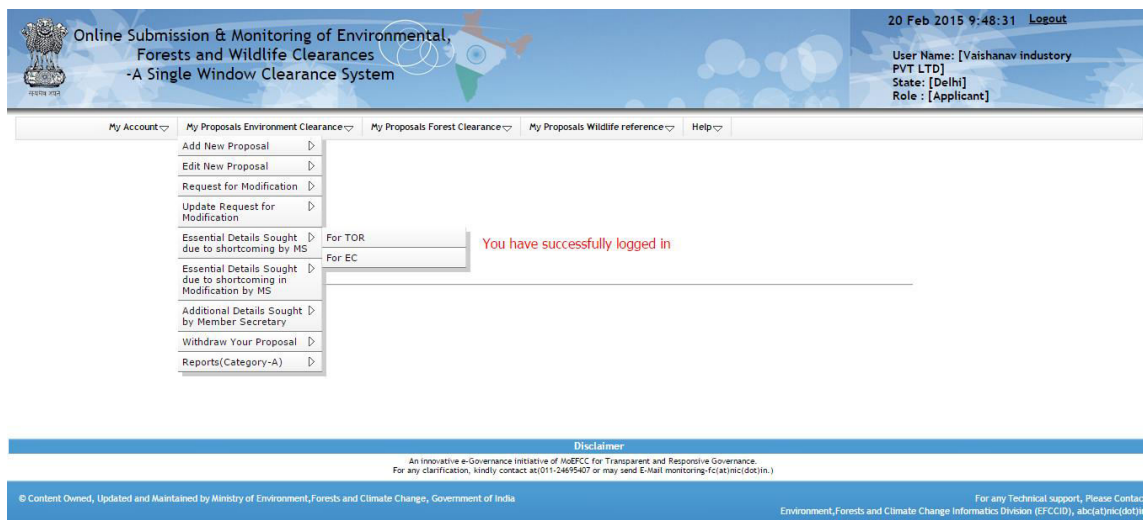 Online Submission & Monitoring of Environmental,
Forests and Wildlife Clearances
-A Single Window Clearance System
सत्यमेव जयते
20 Feb 2015 9:48:31 Logout
User Name: [Vaishanav industory
PVT LTD]
State: [Delhi]
Role : [Applicant]
My Account My Proposals Environment Clearance My Proposals Forest Clearance My Proposals Wildlife reference Help
Add New Proposal
Edit New Proposal
Request for Modification
Update Request for
Modification
Essential Details Sought
due to shortcoming by MS
For TOR
For EC
You have successfully logged in
Essential Details Sought
due to shortcoming in
Modification by MS
Additional Details Sought
by Member Secretary
Withdraw Your Proposal
Reports(Category-A)
Disclaimer
An innovative e-Governance initiative of MoEFCC for Transparent and Responsive Governance.
For any clarification, kindly contact at(011-24695407 or may send E-Mail monitoring-fc(at)nic(dot)in.)
© Content Owned, Updated and Maintained by Ministry of Environment,Forests and Climate Change, Government of India
For any Technical support, Please Contac
Environment,Forests and Climate Change Informatics Division (EFCCID), abc(at)nic(dot)i